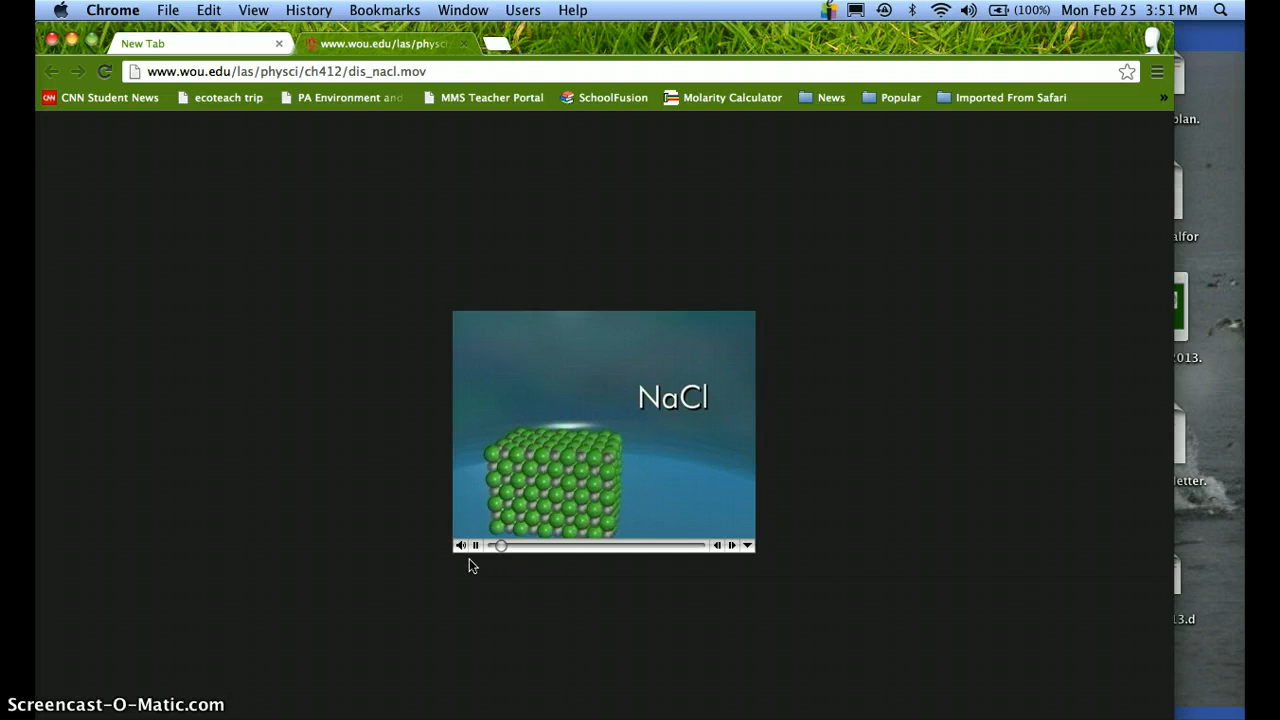 Chrome File Edit View History Bookmarks Window Users Help (100%) Mon Feb 25 3:51 PM
New Tab www.wou.edu/las/physci
www.wou.edu/las/physci/ch412/dis_nacl.mov
CNN CNN Student News ecoteach trip PA Environment and MMS Teacher Portal SchoolFusion Molarity Calculator News Popular Imported From Safari »
plan.
alfor
2013.
NaCl
letter.
13.d
Screencast-O-Matic.com